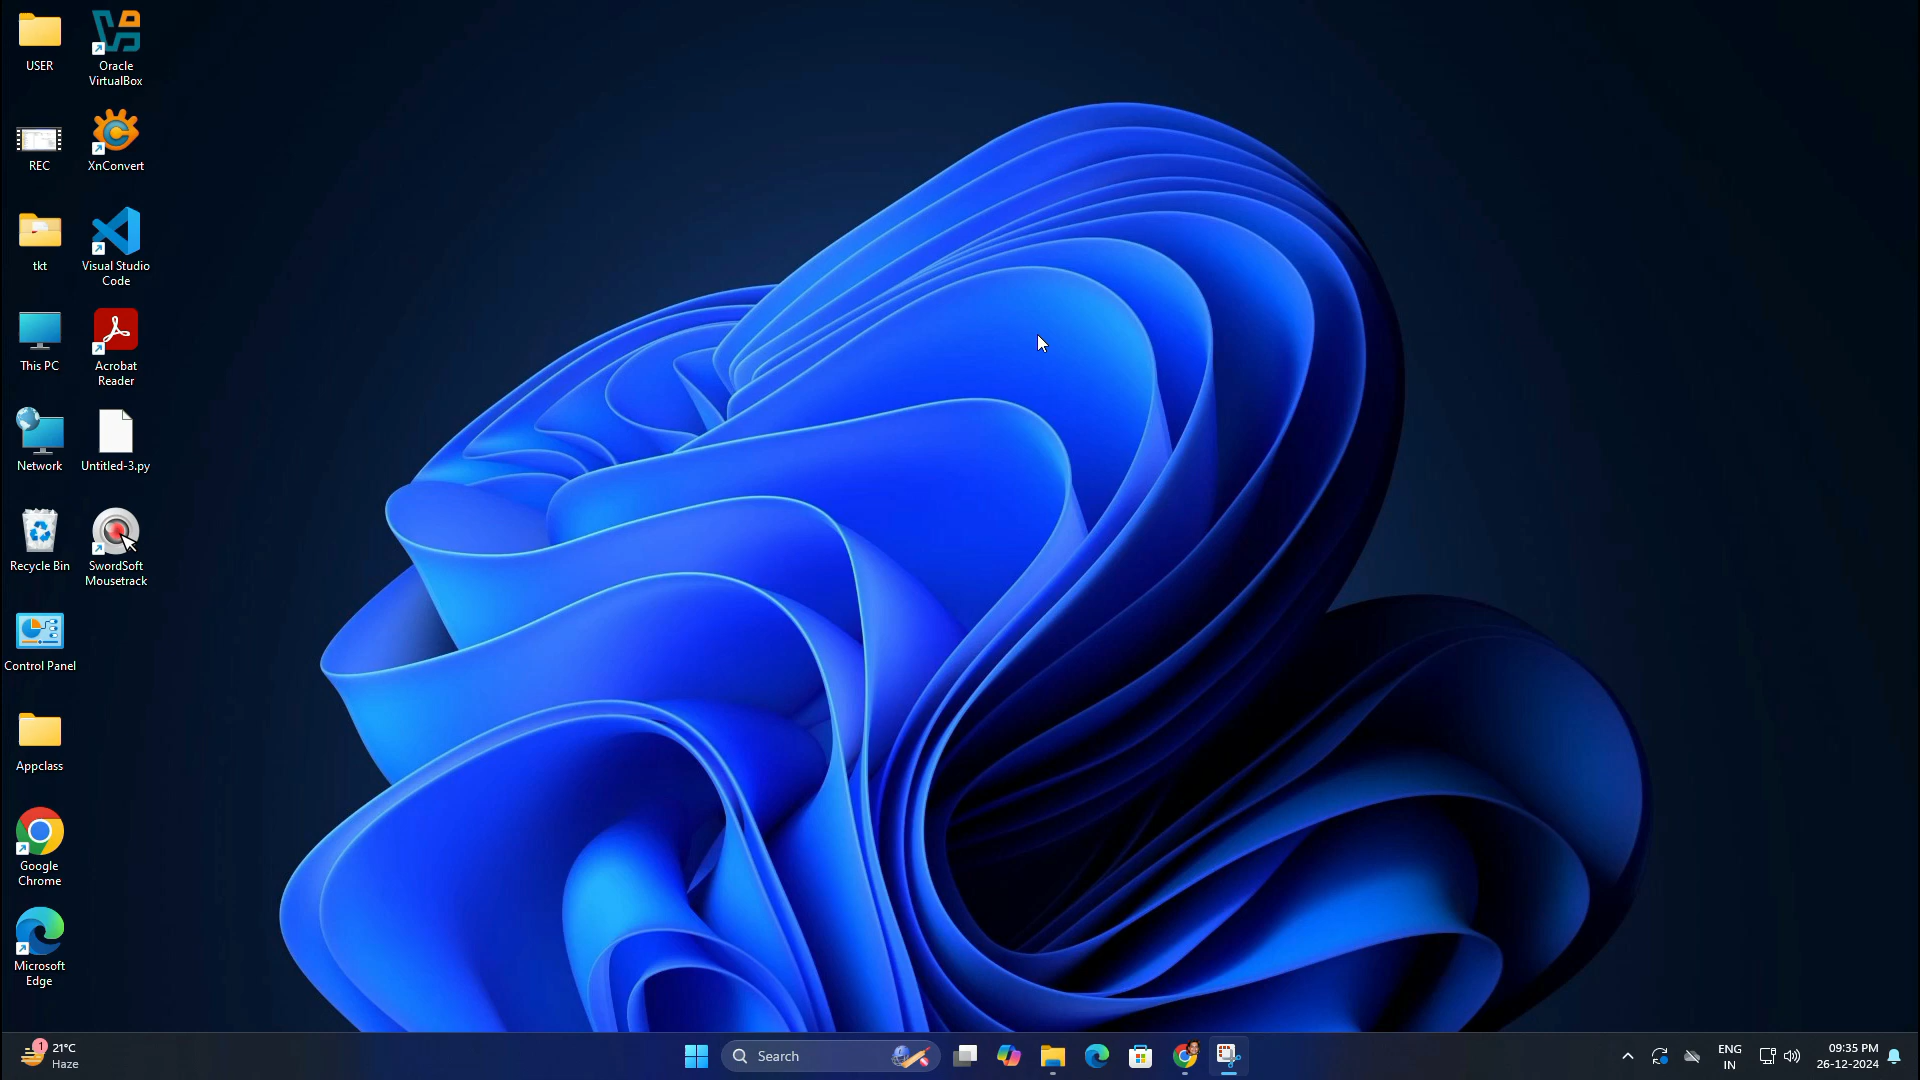 USER
Oracle
VirtualBox
REC
XnConvert
tkt
Visual Studio
Code
This PC
Acrobat
Reader
Network
Untitled-3.py
Recycle Bin
SwordSoft
Mousetrack
Control Panel
Appclass
Google
Chrome
Microsoft
Edge
1
21°C
Haze
Search
ENG
IN
09:35 PM
26-12-2024